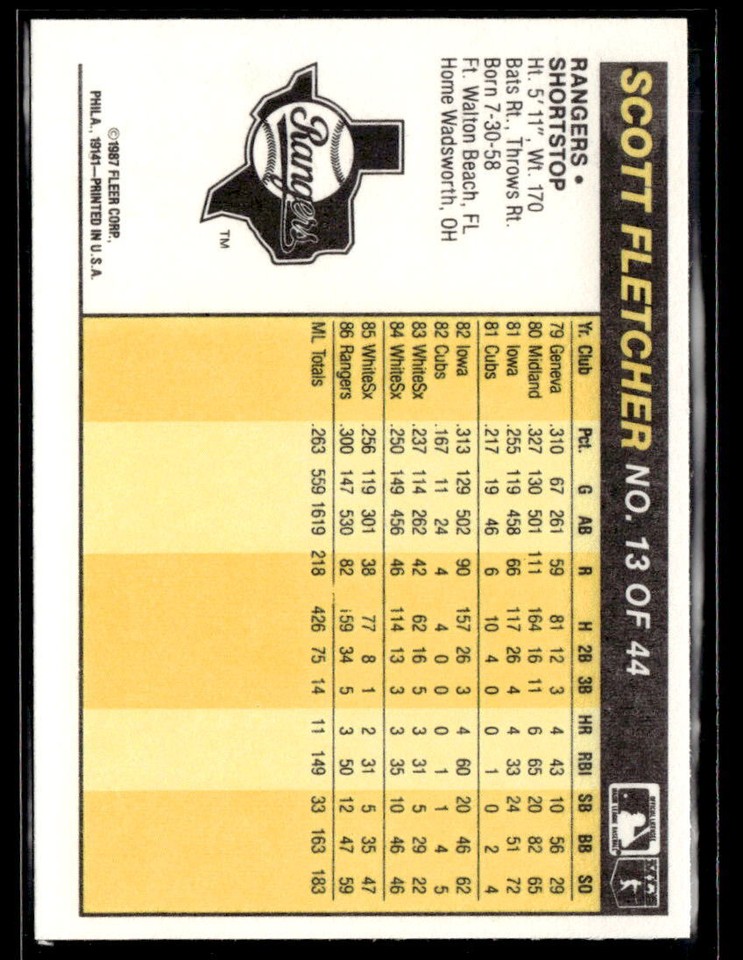 SCOTT FLETCHER NO. 13 OF 44
OFFICIAL LICENSEE
MAJOR LEAGUE BASEBALL
RANGERS •
SHORTSTOP
Ht. 5' 11", Wt. 170
Bats Rt., Throws Rt.
Born 7-30-58
Ft. Walton Beach, FL
Home Wadsworth, OH
Rangers
TM
©1987 FLEER CORP.,
PHILA., 19141—PRINTED IN U.S.A.
Yr. Club Pct. G AB R H 2B 3B HR RBI SB BB SO
79 Geneva .310 67 261 59 81 12 3 4 43 10 56 29
80 Midland .327 130 501 111 164 16 11 6 65 20 82 65
81 Iowa .255 119 458 66 117 26 4 4 33 24 51 72
81 Cubs .217 19 46 6 10 4 0 0 1 0 2 4
82 Iowa .313 129 502 90 157 26 3 4 60 20 46 62
82 Cubs .167 11 24 4 4 0 0 0 1 1 4 5
83 WhiteSx .237 114 262 42 62 16 5 3 31 5 29 22
84 WhiteSx .250 149 456 46 114 13 3 3 35 10 46 46
85 WhiteSx .256 119 301 38 77 8 1 2 31 5 35 47
86 Rangers .300 147 530 82 159 34 5 3 50 12 47 59
ML Totals .263 559 1619 218 426 75 14 11 149 33 163 183